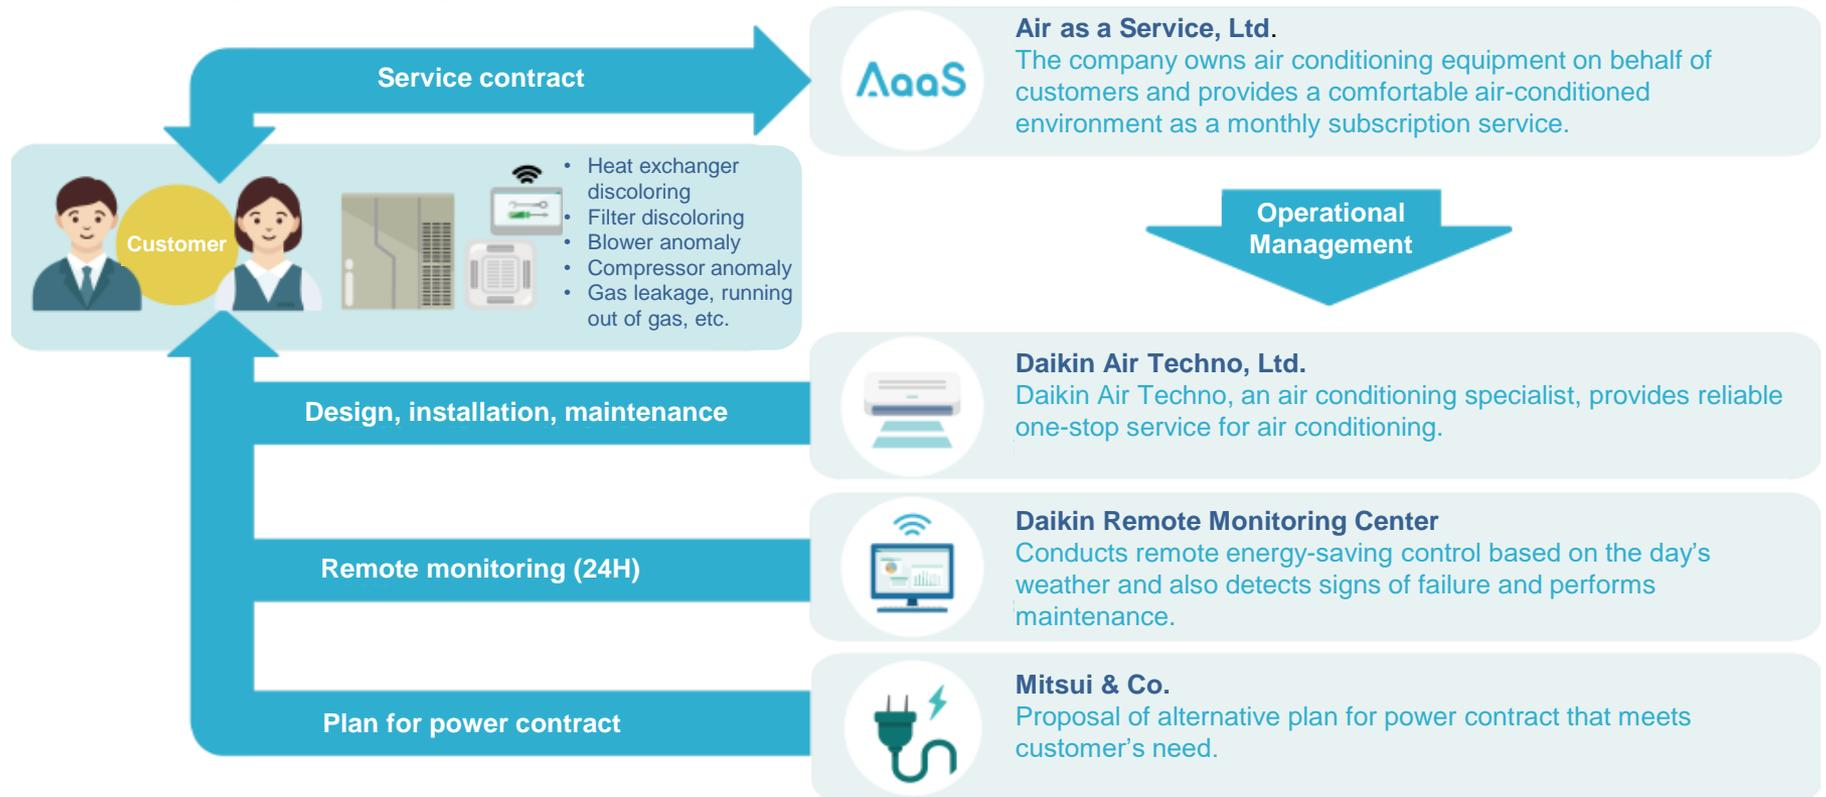 Service contract
AaaS
Air as a Service, Ltd.
The company owns air conditioning equipment on behalf of
customers and provides a comfortable air-conditioned
environment as a monthly subscription service.
Customer
• Heat exchanger
discoloring
• Filter discoloring
• Blower anomaly
• Compressor anomaly
• Gas leakage, running
out of gas, etc.
Operational
Management
Design, installation, maintenance
Daikin Air Techno, Ltd.
Daikin Air Techno, an air conditioning specialist, provides reliable
one-stop service for air conditioning.
Remote monitoring (24H)
Daikin Remote Monitoring Center
Conducts remote energy-saving control based on the day’s
weather and also detects signs of failure and performs
maintenance.
Plan for power contract
Mitsui & Co.
Proposal of alternative plan for power contract that meets
customer’s need.